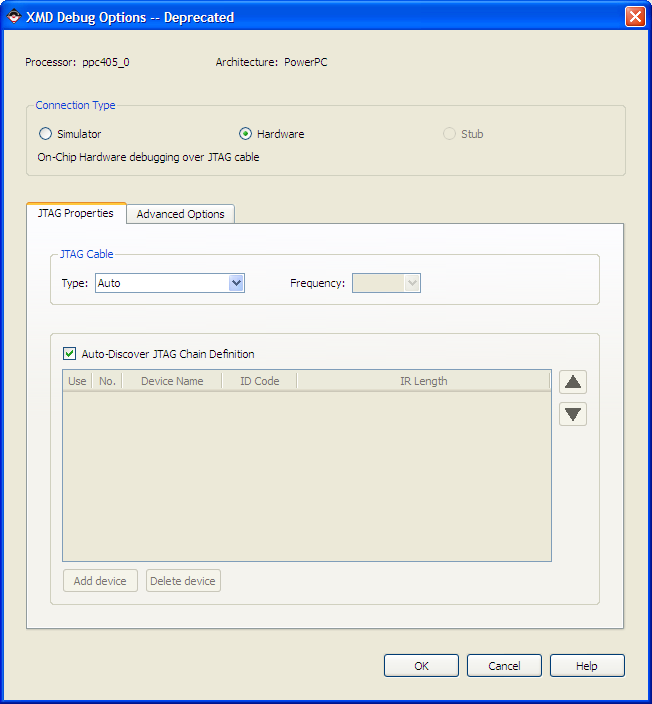 XMD Debug Options -- Deprecated
Processor: ppc405_0 Architecture: PowerPC
Connection Type
Simulator Hardware Stub
On-Chip Hardware debugging over JTAG cable
JTAG Properties Advanced Options
JTAG Cable
Type: Auto Frequency:
Auto-Discover JTAG Chain Definition
Use No. Device Name ID Code IR Length
Add device Delete device
OK Cancel Help